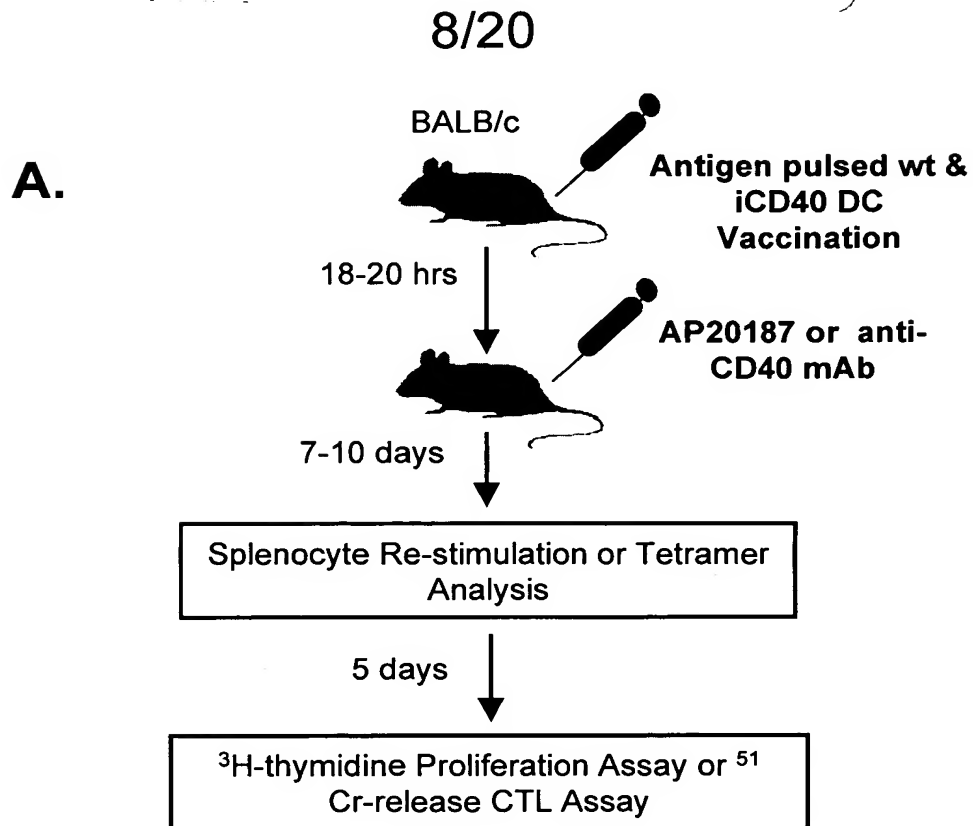 8/20
BALB/c
A.
Antigen pulsed wt &
iCD40 DC
Vaccination
18-20 hrs
AP20187 or anti-
CD40 mAb
7-10 days
Splenocyte Re-stimulation or Tetramer
Analysis
5 days
³H-thymidine Proliferation Assay or ⁵¹
Cr-release CTL Assay